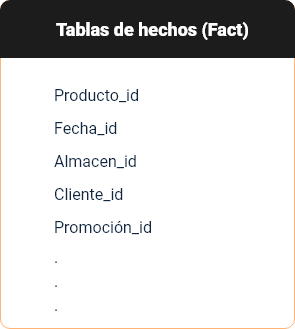 Tablas de hechos (Fact)
Producto_id
Fecha_id
Almacen_id
Cliente_id
Promoción_id
.
.
.